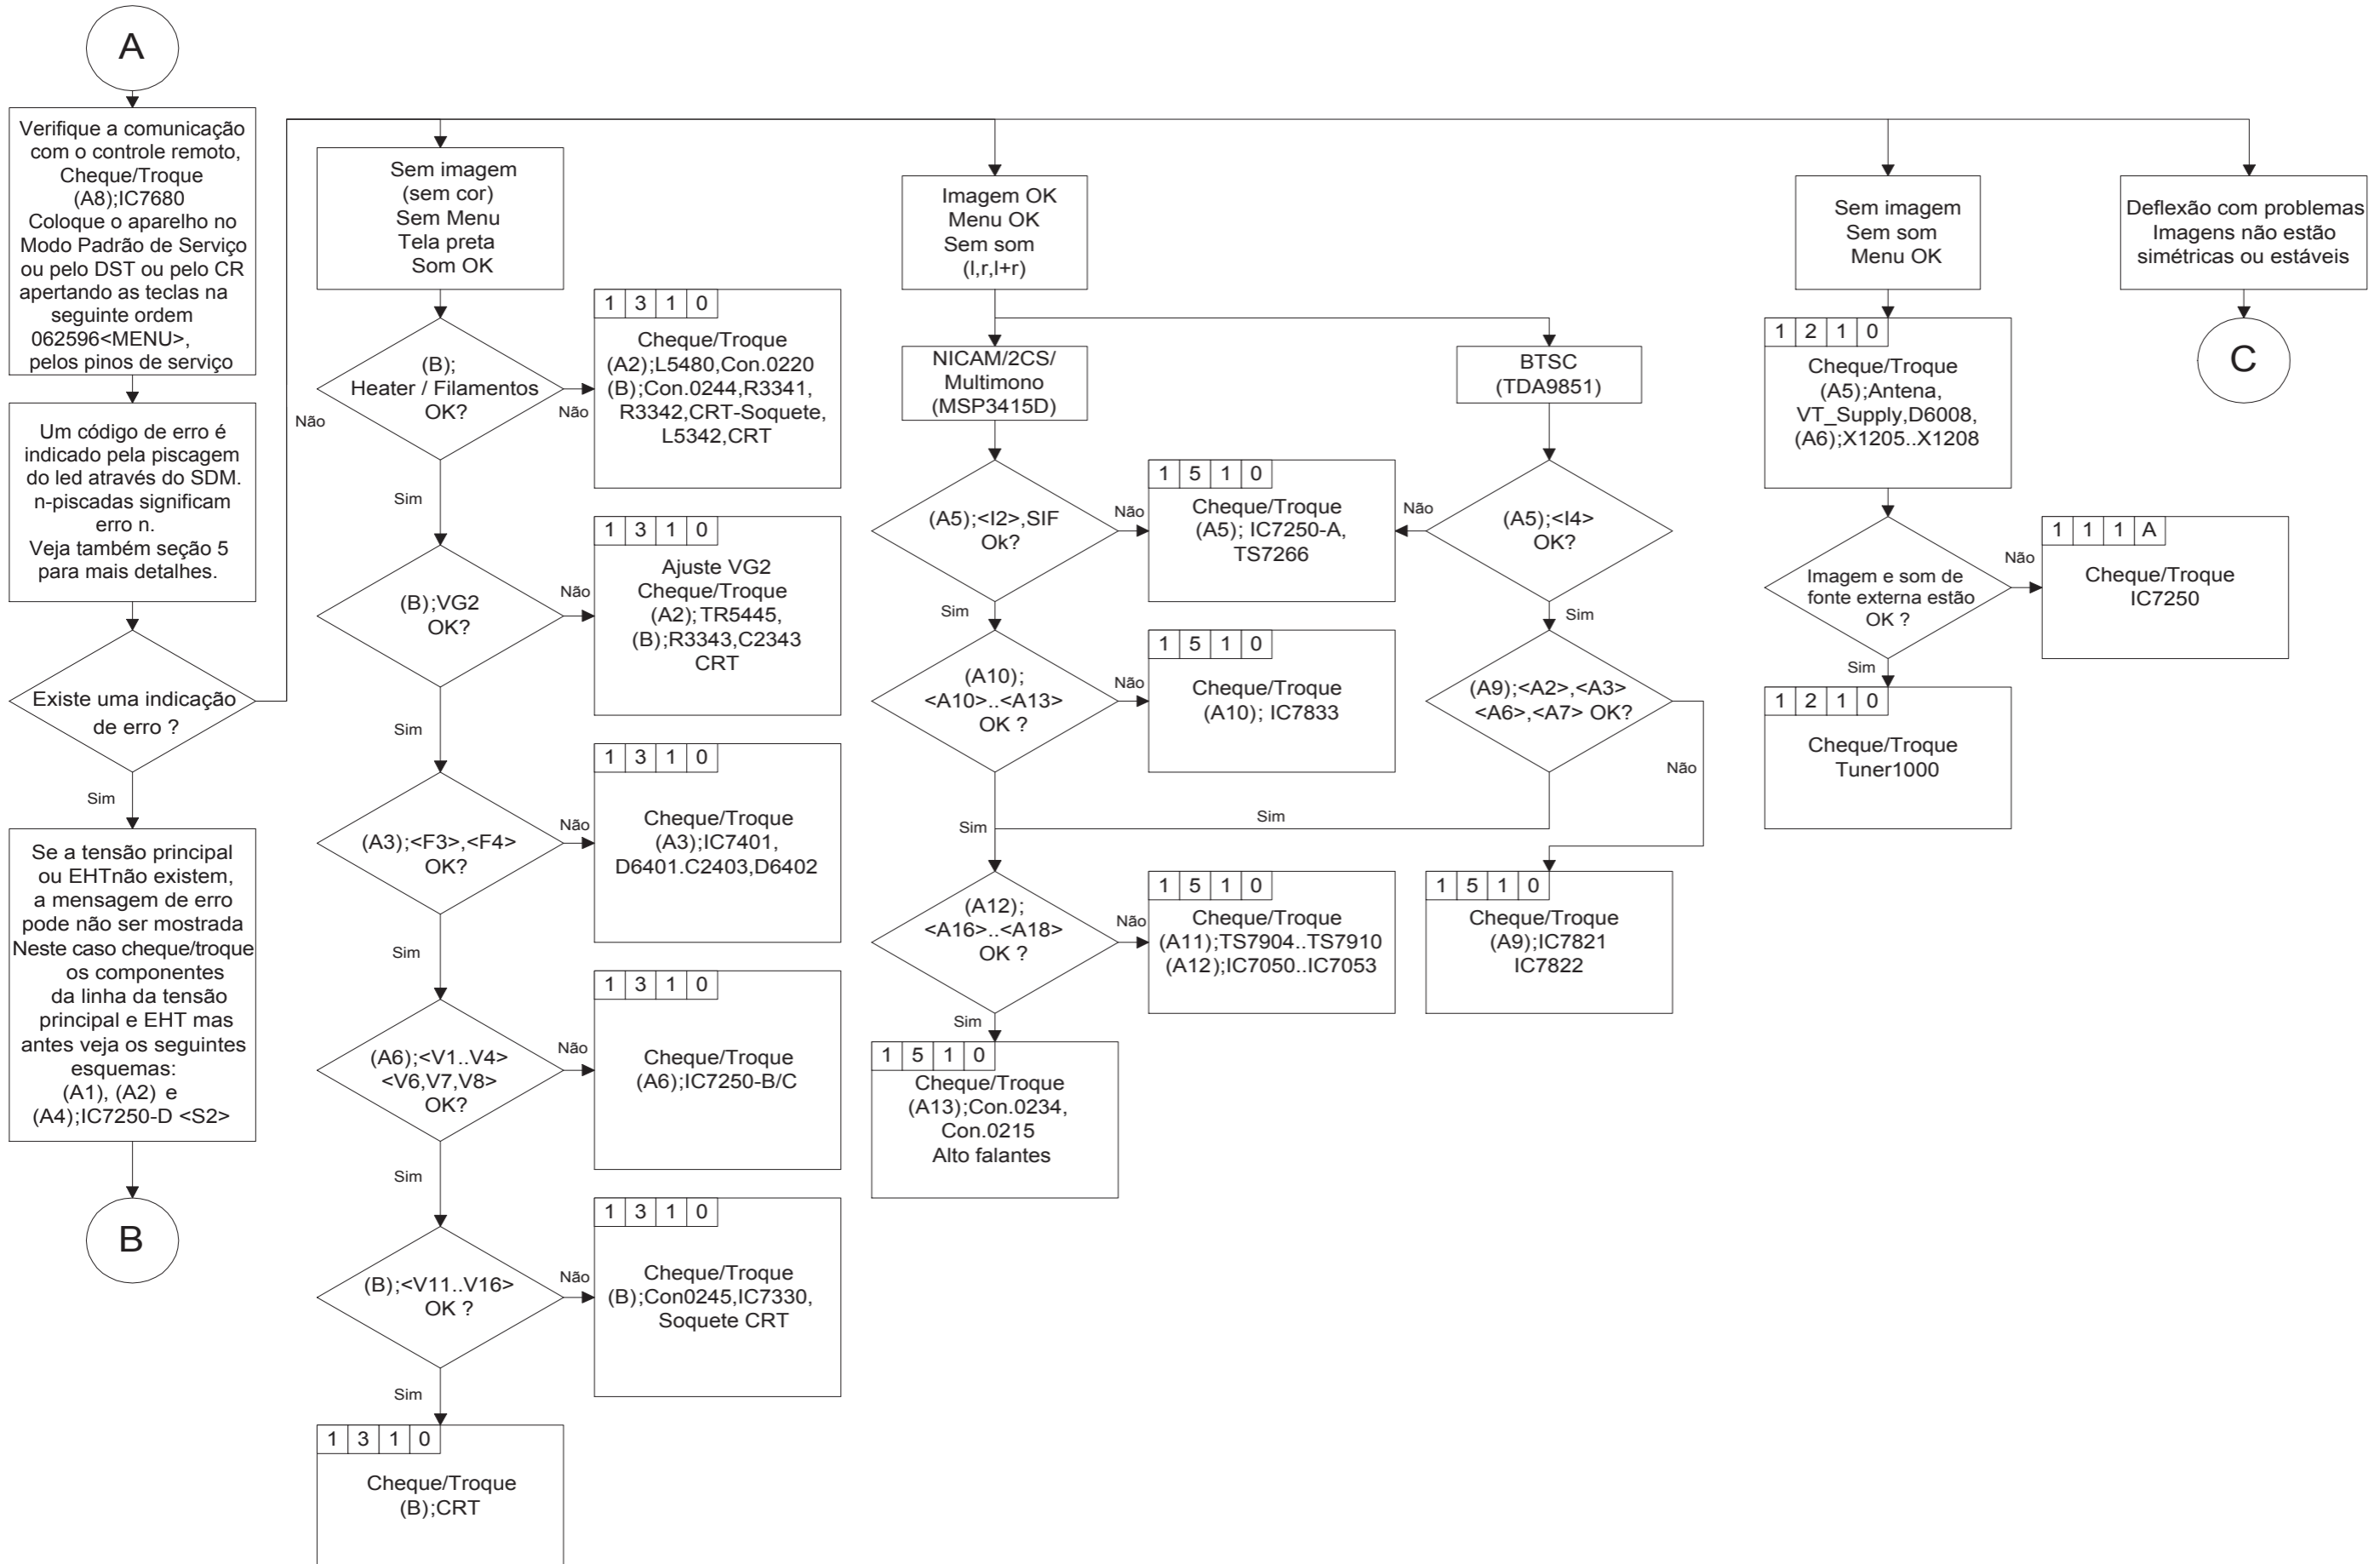 A
Verifique a comunicação
com o controle remoto,
Cheque/Troque
(A8);IC7680
Coloque o aparelho no
Modo Padrão de Serviço
ou pelo DST ou pelo CR
apertando as teclas na
seguinte ordem
062596<MENU>,
pelos pinos de serviço
Um código de erro é
indicado pela piscagem
do led através do SDM.
n-piscadas significam
erro n.
Veja também seção 5
para mais detalhes.
Existe uma indicação
de erro ?
Não
Sim
Se a tensão principal
ou EHTnão existem,
a mensagem de erro
pode não ser mostrada
Neste caso cheque/troque
os componentes
da linha da tensão
principal e EHT mas
antes veja os seguintes
esquemas:
(A1), (A2) e
(A4);IC7250-D <S2>
B
Sem imagem
(sem cor)
Sem Menu
Tela preta
Som OK
(B);
Heater / Filamentos
OK?
Não
1 3 1 0
Cheque/Troque
(A2);L5480,Con.0220
(B);Con.0244,R3341,
R3342,CRT-Soquete,
L5342,CRT
Sim
(B);VG2
OK?
Não
1 3 1 0
Ajuste VG2
Cheque/Troque
(A2); TR5445,
(B);R3343,C2343
CRT
Sim
(A3);<F3>,<F4>
OK?
Não
1 3 1 0
Cheque/Troque
(A3);IC7401,
D6401.C2403,D6402
Sim
(A6);<V1..V4>
<V6,V7,V8>
OK?
Não
1 3 1 0
Cheque/Troque
(A6);IC7250-B/C
Sim
(B);<V11..V16>
OK ?
Não
1 3 1 0
Cheque/Troque
(B);Con0245,IC7330,
Soquete CRT
Sim
1 3 1 0
Cheque/Troque
(B);CRT
Imagem OK
Menu OK
Sem som
(l,r,l+r)
NICAM/2CS/
Multimono
(MSP3415D)
(A5);<I2>,SIF
Ok?
Não
1 5 1 0
Cheque/Troque
(A5); IC7250-A,
TS7266
Sim
(A10);
<A10>..<A13>
OK ?
Não
1 5 1 0
Cheque/Troque
(A10); IC7833
Sim
(A12);
<A16>..<A18>
OK ?
Não
1 5 1 0
Cheque/Troque
(A11);TS7904..TS7910
(A12);IC7050..IC7053
Sim
1 5 1 0
Cheque/Troque
(A13);Con.0234,
Con.0215
Alto falantes
BTSC
(TDA9851)
Não
(A5);<I4>
OK?
Sim
(A9);<A2>,<A3>
<A6>,<A7> OK?
Não
Sim
1 5 1 0
Cheque/Troque
(A9);IC7821
IC7822
Sem imagem
Sem som
Menu OK
1 2 1 0
Cheque/Troque
(A5);Antena,
VT_Supply,D6008,
(A6);X1205..X1208
Imagem e som de
fonte externa estão
OK ?
Não
1 1 1 A
Cheque/Troque
IC7250
Sim
1 2 1 0
Cheque/Troque
Tuner1000
Deflexão com problemas
Imagens não estão
simétricas ou estáveis
C